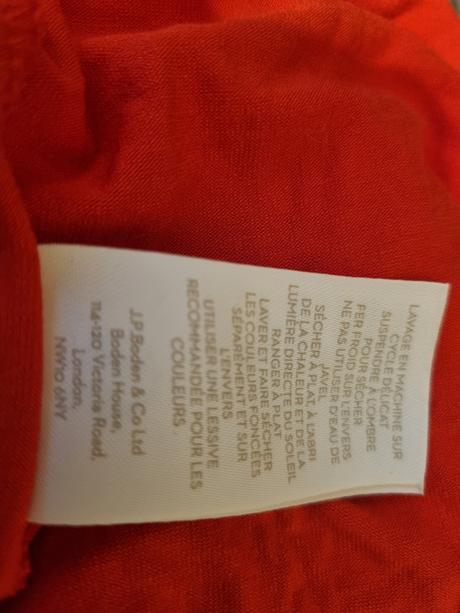 LAVAGE EN MACHINE SUR
CYCLE DÉLICAT
SUSPENDRE À L'OMBRE
POUR SÉCHER
FER FROID SUR L'ENVERS
NE PAS UTILISER D'EAU DE
JAVEL
SÉCHER À PLAT, À L'ABRI
DE LA CHALEUR ET DE LA
LUMIÈRE DIRECTE DU SOLEIL
RANGER À PLAT
LAVER ET FAIRE SÉCHER
LES COULEURS FONCÉES
SÉPARÉMENT ET SUR
L'ENVERS
UTILISER UNE LESSIVE
RECOMMANDÉE POUR LES
COULEURS
J.P.Boden & Co Ltd
Boden House,
114-120 Victoria Road,
London,
NW10 6NY